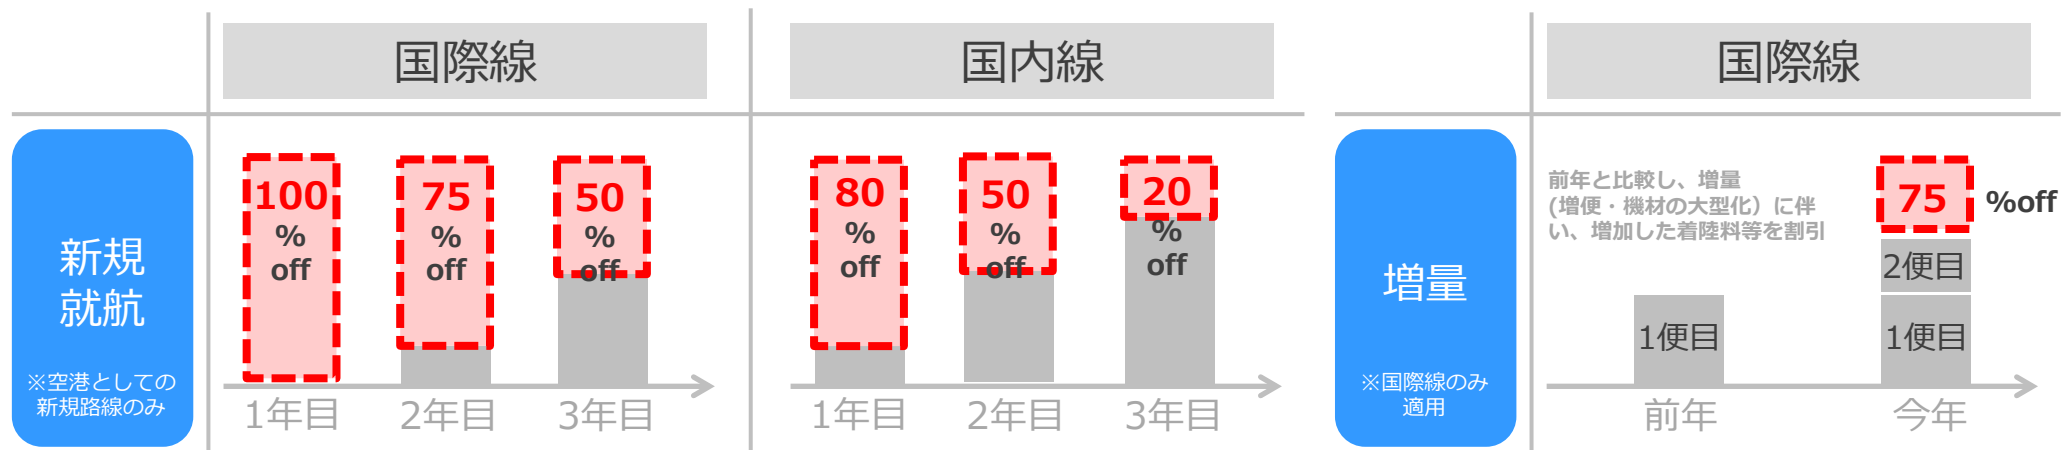 国際線
国内線
新規
就航
※空港としての
新規路線のみ
100
%
off
75
%
off
50
%
off
1年目
2年目
3年目
80
%
off
50
%
off
20
%
off
1年目
2年目
3年目
国際線
増量
※国際線のみ
適用
前年と比較し、増量
(増便・機材の大型化）に伴
い、増加した着陸料等を割引
75 %off
2便目
1便目
1便目
前年
今年